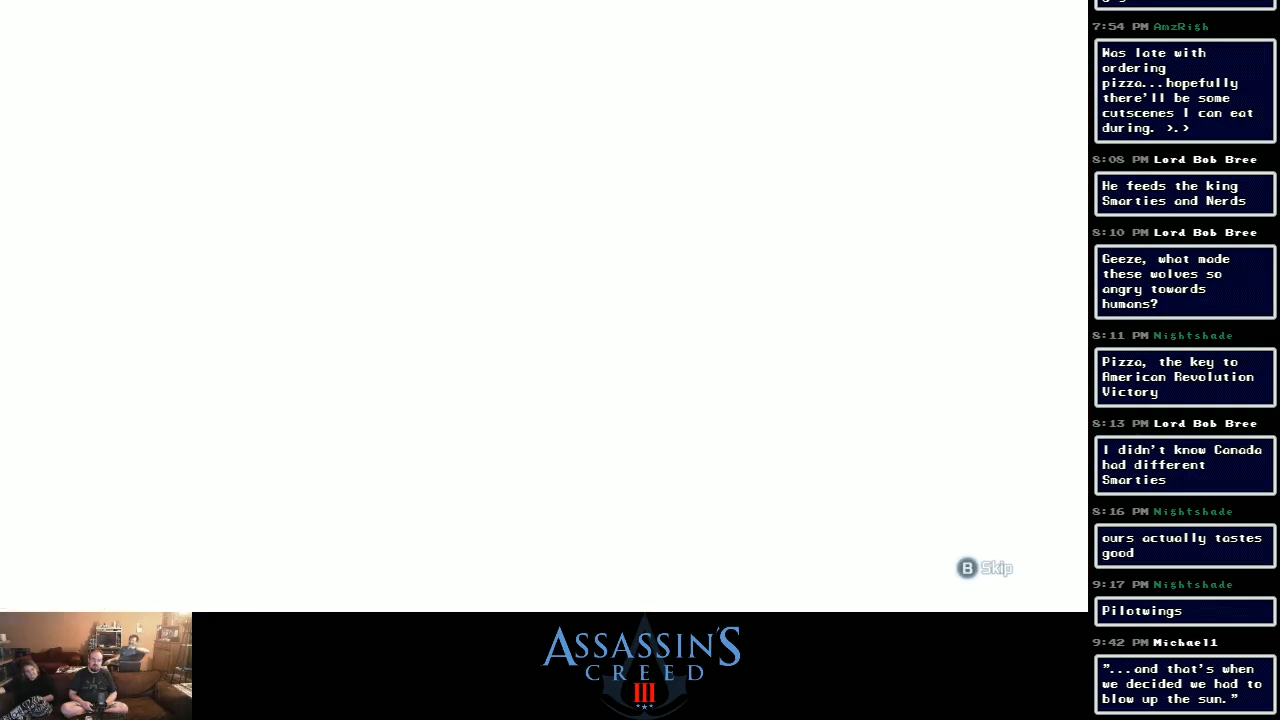 7:54 PM AmzRigh
Was late with
ordering
pizza...hopefully
there'll be some
cutscenes I can eat
during. >.>
8:08 PM Lord Bob Bree
He feeds the king
Smarties and Nerds
8:10 PM Lord Bob Bree
Geeze, what made
these wolves so
angry towards
humans?
8:11 PM Nightshade
Pizza, the key to
American Revolution
Victory
8:13 PM Lord Bob Bree
I didn't know Canada
had different
Smarties
8:16 PM Nightshade
ours actually tastes
good
9:17 PM Nightshade
Pilotwings
9:42 PM Michael1
"...and that's when
we decided we had to
blow up the sun."
B Skip
ASSASSIN'S
CREED
III